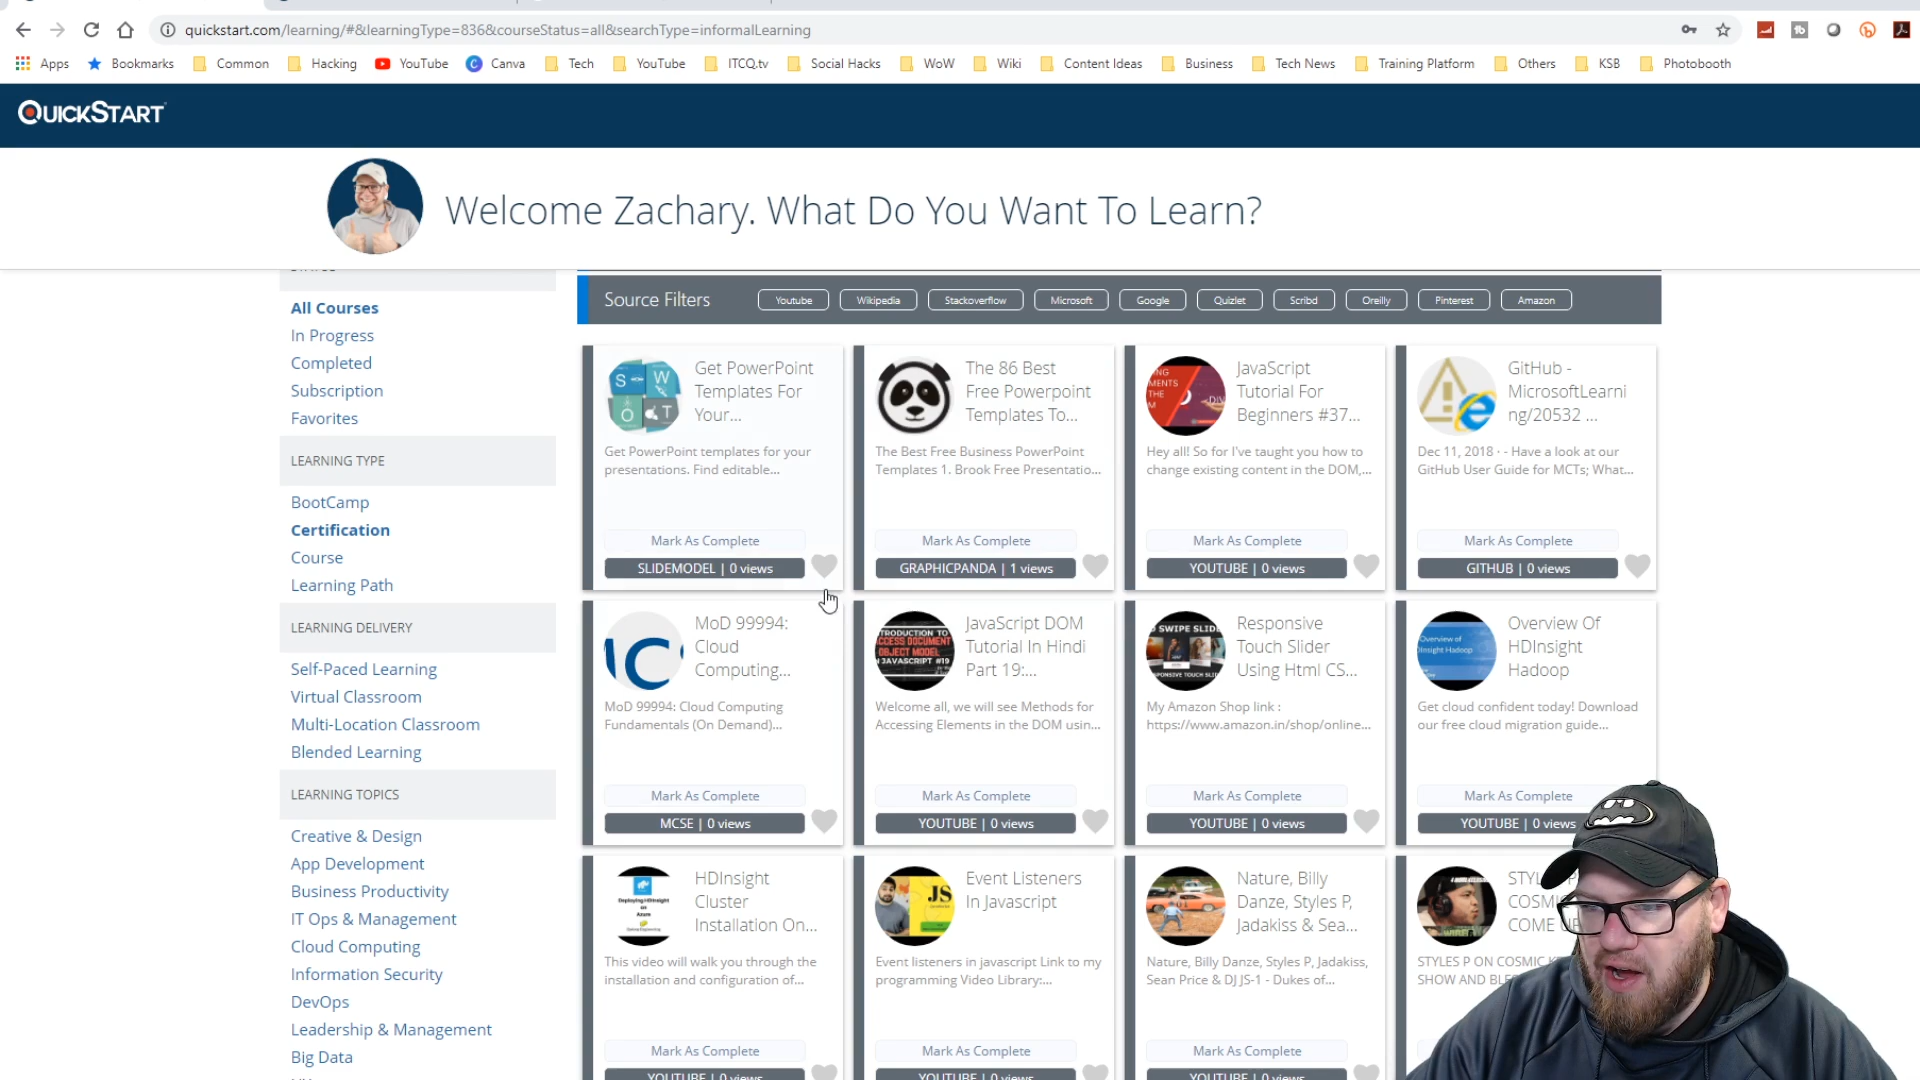 quickstart.com/learning/#&learningType=836&courseStatus=all&searchType=informalLearning
Apps Bookmarks Common Hacking YouTube Canva Tech YouTube ITCQ.tv Social Hacks WoW Wiki Content Ideas Business Tech News Training Platform Others KSB Photobooth
QUICKSTART
Welcome Zachary. What Do You Want To Learn?
All Courses
In Progress
Completed
Subscription
Favorites
LEARNING TYPE
BootCamp
Certification
Course
Learning Path
LEARNING DELIVERY
Self-Paced Learning
Virtual Classroom
Multi-Location Classroom
Blended Learning
LEARNING TOPICS
Creative & Design
App Development
Business Productivity
IT Ops & Management
Cloud Computing
Information Security
DevOps
Leadership & Management
Big Data
Source Filters Youtube Wikipedia Stackoverflow Microsoft Google Quizlet Scribd Oreilly Pinterest Amazon
Get PowerPoint
Templates For
Your...
Get PowerPoint templates for your
presentations. Find editable...
Mark As Complete
SLIDEMODEL | 0 views
The 86 Best
Free Powerpoint
Templates To...
The Best Free Business PowerPoint
Templates 1. Brook Free Presentatio...
Mark As Complete
GRAPHICPANDA | 1 views
JavaScript
Tutorial For
Beginners #37...
Hey all! So for I've taught you how to
change existing content in the DOM,...
Mark As Complete
YOUTUBE | 0 views
GitHub -
MicrosoftLearni
ng/20532 ...
Dec 11, 2018 · - Have a look at our
GitHub User Guide for MCTs; What...
Mark As Complete
GITHUB | 0 views
MoD 99994:
Cloud
Computing...
MoD 99994: Cloud Computing
Fundamentals (On Demand)...
Mark As Complete
MCSE | 0 views
JavaScript DOM
Tutorial In Hindi
Part 19:...
Welcome all, we will see Methods for
Accessing Elements in the DOM usin...
Mark As Complete
YOUTUBE | 0 views
Responsive
Touch Slider
Using Html CS...
My Amazon Shop link :
https://www.amazon.in/shop/online...
Mark As Complete
YOUTUBE | 0 views
Overview Of
HDInsight
Hadoop
Get cloud confident today! Download
our free cloud migration guide...
Mark As Complete
YOUTUBE | 0 views
HDInsight
Cluster
Installation On...
This video will walk you through the
installation and configuration of...
Mark As Complete
YOUTUBE | 0 views
Event Listeners
In Javascript
Event listeners in javascript Link to my
programming Video Library:...
Mark As Complete
YOUTUBE | 0 views
Nature, Billy
Danze, Styles P,
Jadakiss & Sea...
Nature, Billy Danze, Styles P, Jadakiss,
Sean Price & DJ JS-1 - Dukes of...
Mark As Complete
YOUTUBE | 0 views
COME
STYLES P ON COSMIC
SHOW AND